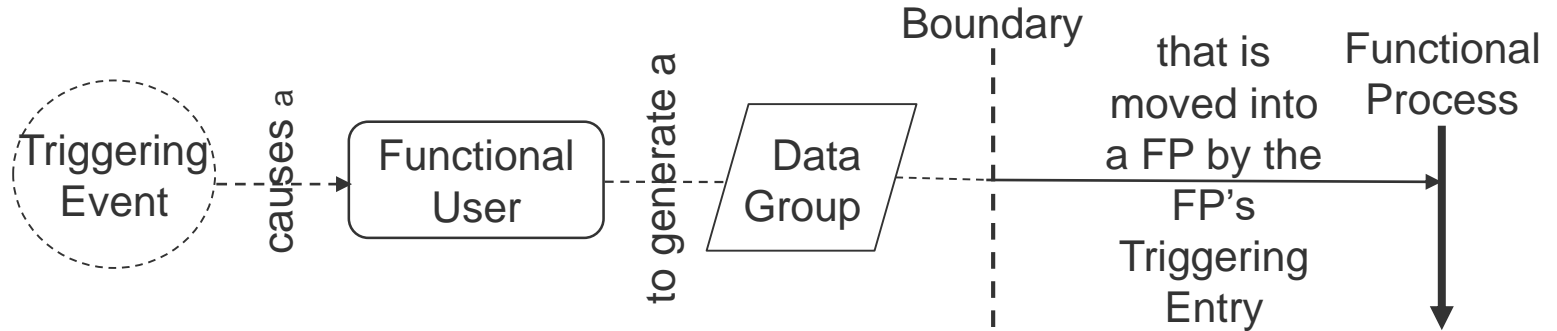 Triggering
Event
causes a
Functional
User
to generate a
Data
Group
Boundary
that is
moved into
a FP by the
FP's
Triggering
Entry
Functional
Process